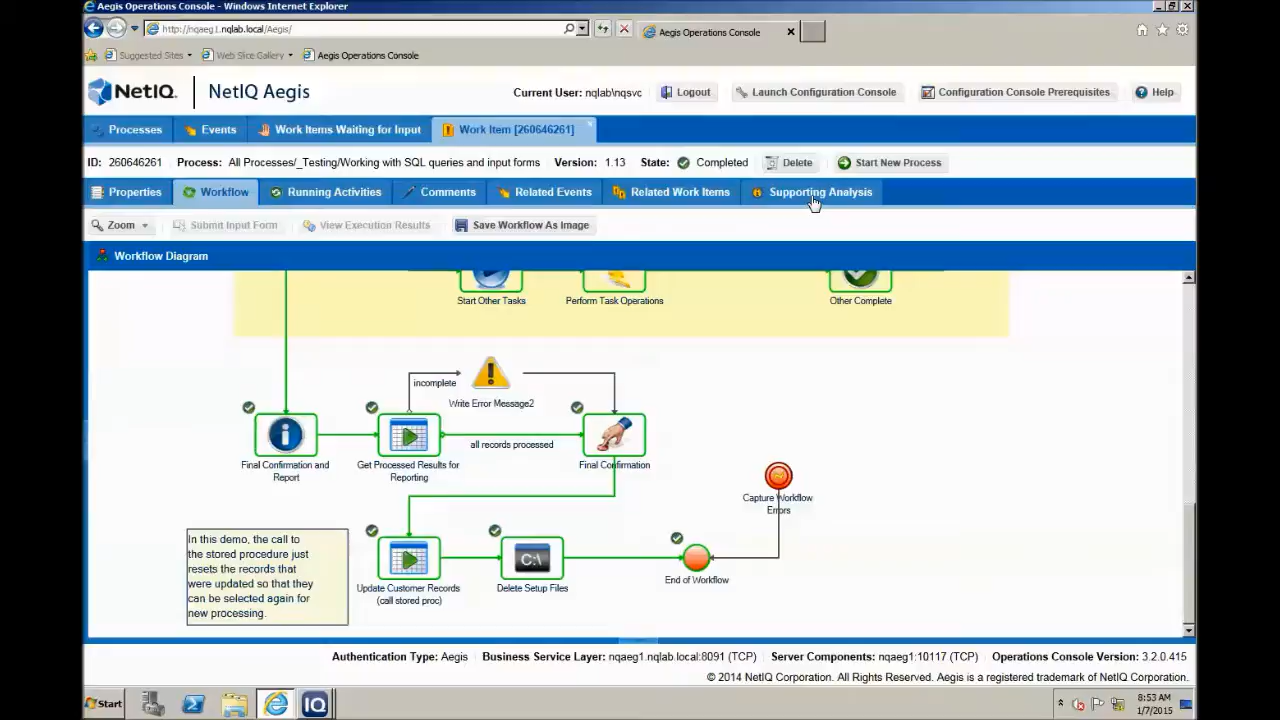 Aegis Operations Console - Windows Internet Explorer
http://nqaeg1.nqlab.local/Aegis/
Aegis Operations Console
Suggested Sites
Web Slice Gallery
Aegis Operations Console
NetIQ.
NetIQ Aegis
Current User: nqlab\nqsvc
Logout
Launch Configuration Console
Configuration Console Prerequisites
Help
Processes
Events
Work Items Waiting for Input
Work Item [260646261]
ID: 260646261 Process: All Processes/_Testing/Working with SQL queries and input forms Version: 1.13 State: Completed
Delete
Start New Process
Properties
Workflow
Running Activities
Comments
Related Events
Related Work Items
Supporting Analysis
Zoom
Submit Input Form
View Execution Results
Save Workflow As Image
Workflow Diagram
Start Other Tasks
Perform Task Operations
Other Complete
incomplete
Write Error Message2
all records processed
Final Confirmation and
Report
Get Processed Results for
Reporting
Final Confirmation
Capture Workflow
Errors
In this demo, the call to
the stored procedure just
resets the records that
were updated so that they
can be selected again for
new processing.
Update Customer Records
(call stored proc)
C:\
Delete Setup Files
End of Workflow
Authentication Type: Aegis Business Service Layer: nqaeg1.nqlab.local:8091 (TCP) Server Components: nqaeg1:10117 (TCP) Operations Console Version: 3.2.0.415
© 2014 NetIQ Corporation. All Rights Reserved. Aegis is a registered trademark of NetIQ Corporation.
Start
IQ
8:53 AM
1/7/2015